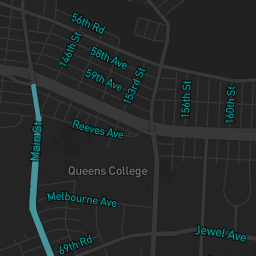 56th Rd
146th St
58th Ave
59th Ave
153rd St
156th St
160th St
Main St
Reeves Ave
Queens College
Melbourne Ave
Jewel Ave
69th Rd